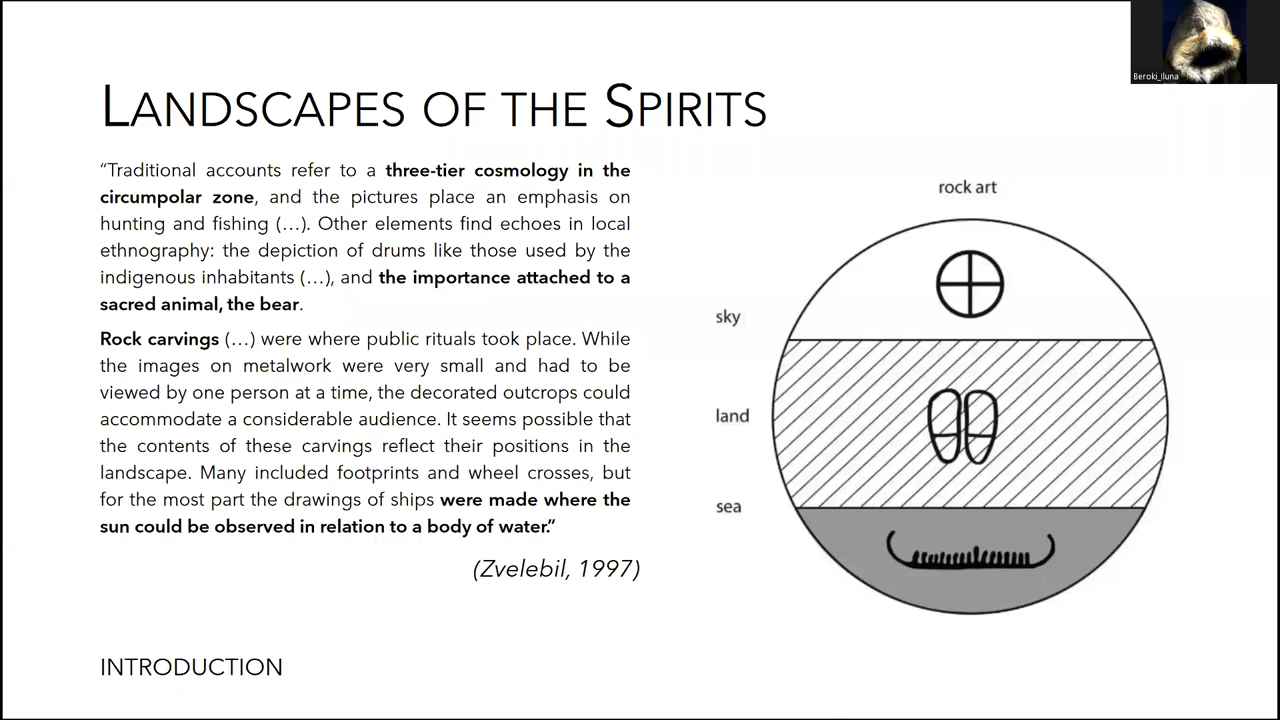 Beroki_Iluna
LANDSCAPES OF THE SPIRITS
“Traditional accounts refer to a three-tier cosmology in the
circumpolar zone, and the pictures place an emphasis on
hunting and fishing (…). Other elements find echoes in local
ethnography: the depiction of drums like those used by the
indigenous inhabitants (…), and the importance attached to a
sacred animal, the bear.
Rock carvings (…) were where public rituals took place. While
the images on metalwork were very small and had to be
viewed by one person at a time, the decorated outcrops could
accommodate a considerable audience. It seems possible that
the contents of these carvings reflect their positions in the
landscape. Many included footprints and wheel crosses, but
for the most part the drawings of ships were made where the
sun could be observed in relation to a body of water.”
(Zvelebil, 1997)
rock art
sky
land
sea
INTRODUCTION